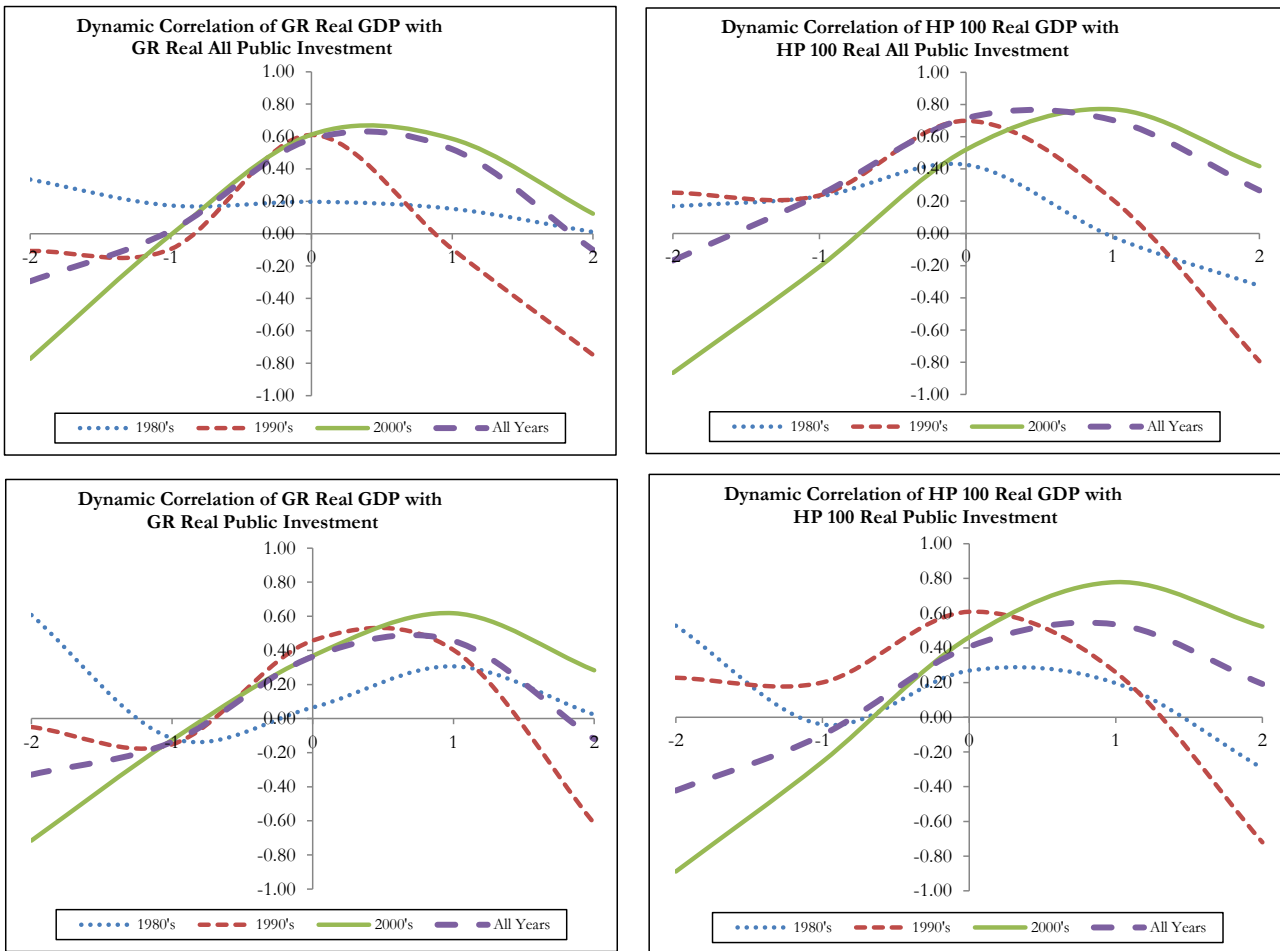 Dynamic Correlation of GR Real GDP with
GR Real All Public Investment
1.00
0.80
0.60
0.40
0.20
0.00
-0.20
-0.40
-0.60
-0.80
-1.00
-2 -1 0 1 2
1980's 1990's 2000's All Years
Dynamic Correlation of HP 100 Real GDP with
HP 100 Real All Public Investment
1.00
0.80
0.60
0.40
0.20
0.00
-0.20
-0.40
-0.60
-0.80
-1.00
-2 -1 0 1 2
1980's 1990's 2000's All Years
Dynamic Correlation of GR Real GDP with
GR Real Public Investment
1.00
0.80
0.60
0.40
0.20
0.00
-0.20
-0.40
-0.60
-0.80
-1.00
-2 -1 0 1 2
1980's 1990's 2000's All Years
Dynamic Correlation of HP 100 Real GDP with
HP 100 Real Public Investment
1.00
0.80
0.60
0.40
0.20
0.00
-0.20
-0.40
-0.60
-0.80
-1.00
-2 -1 0 1 2
1980's 1990's 2000's All Years